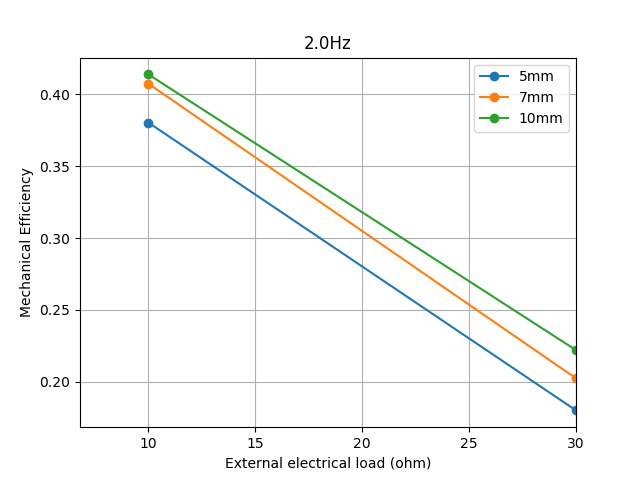 2.0Hz
5mm
7mm
10mm
0.40
0.35
0.30
0.25
0.20
Mechanical Efficiency
10 15 20 25 30
External electrical load (ohm)